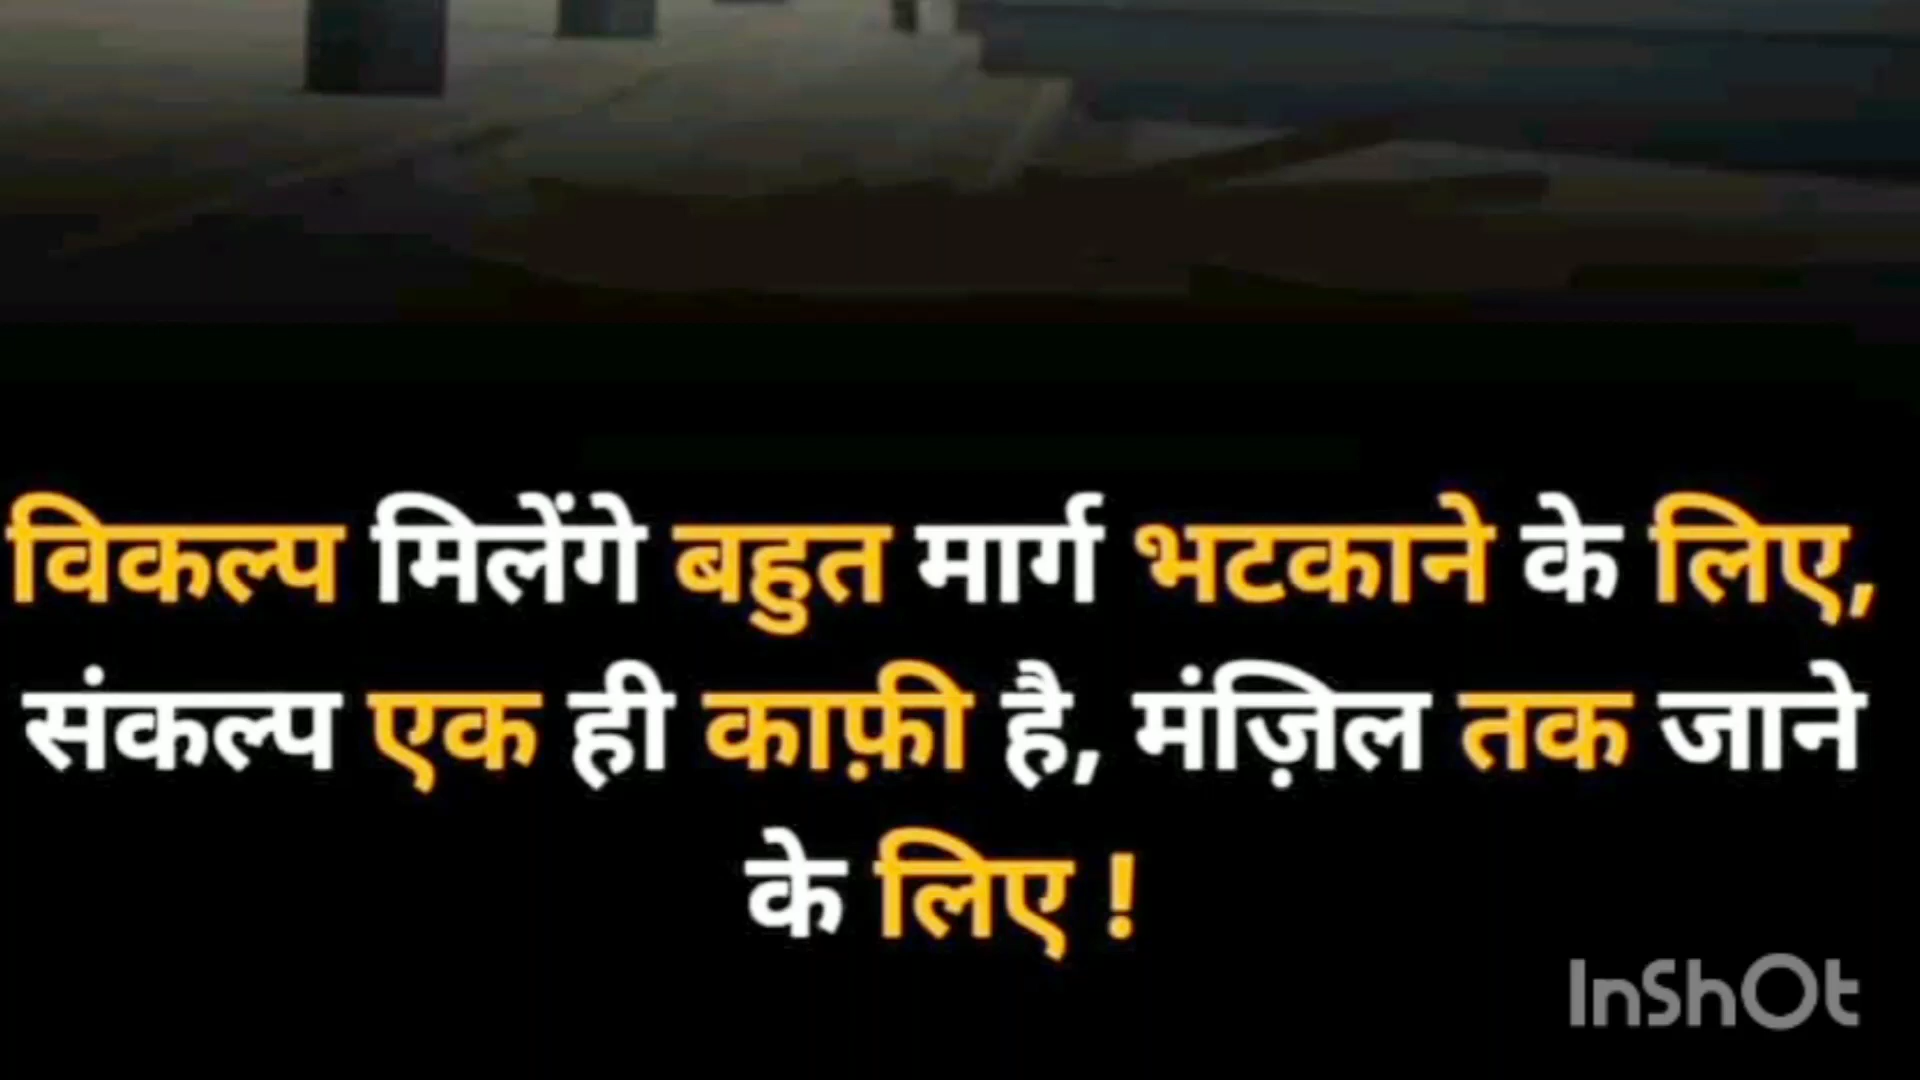 विकल्प मिलेंगे बहुत मार्ग भटकाने के लिए,
संकल्प एक ही काफ़ी है, मंज़िल तक जाने
के लिए !
InShOt